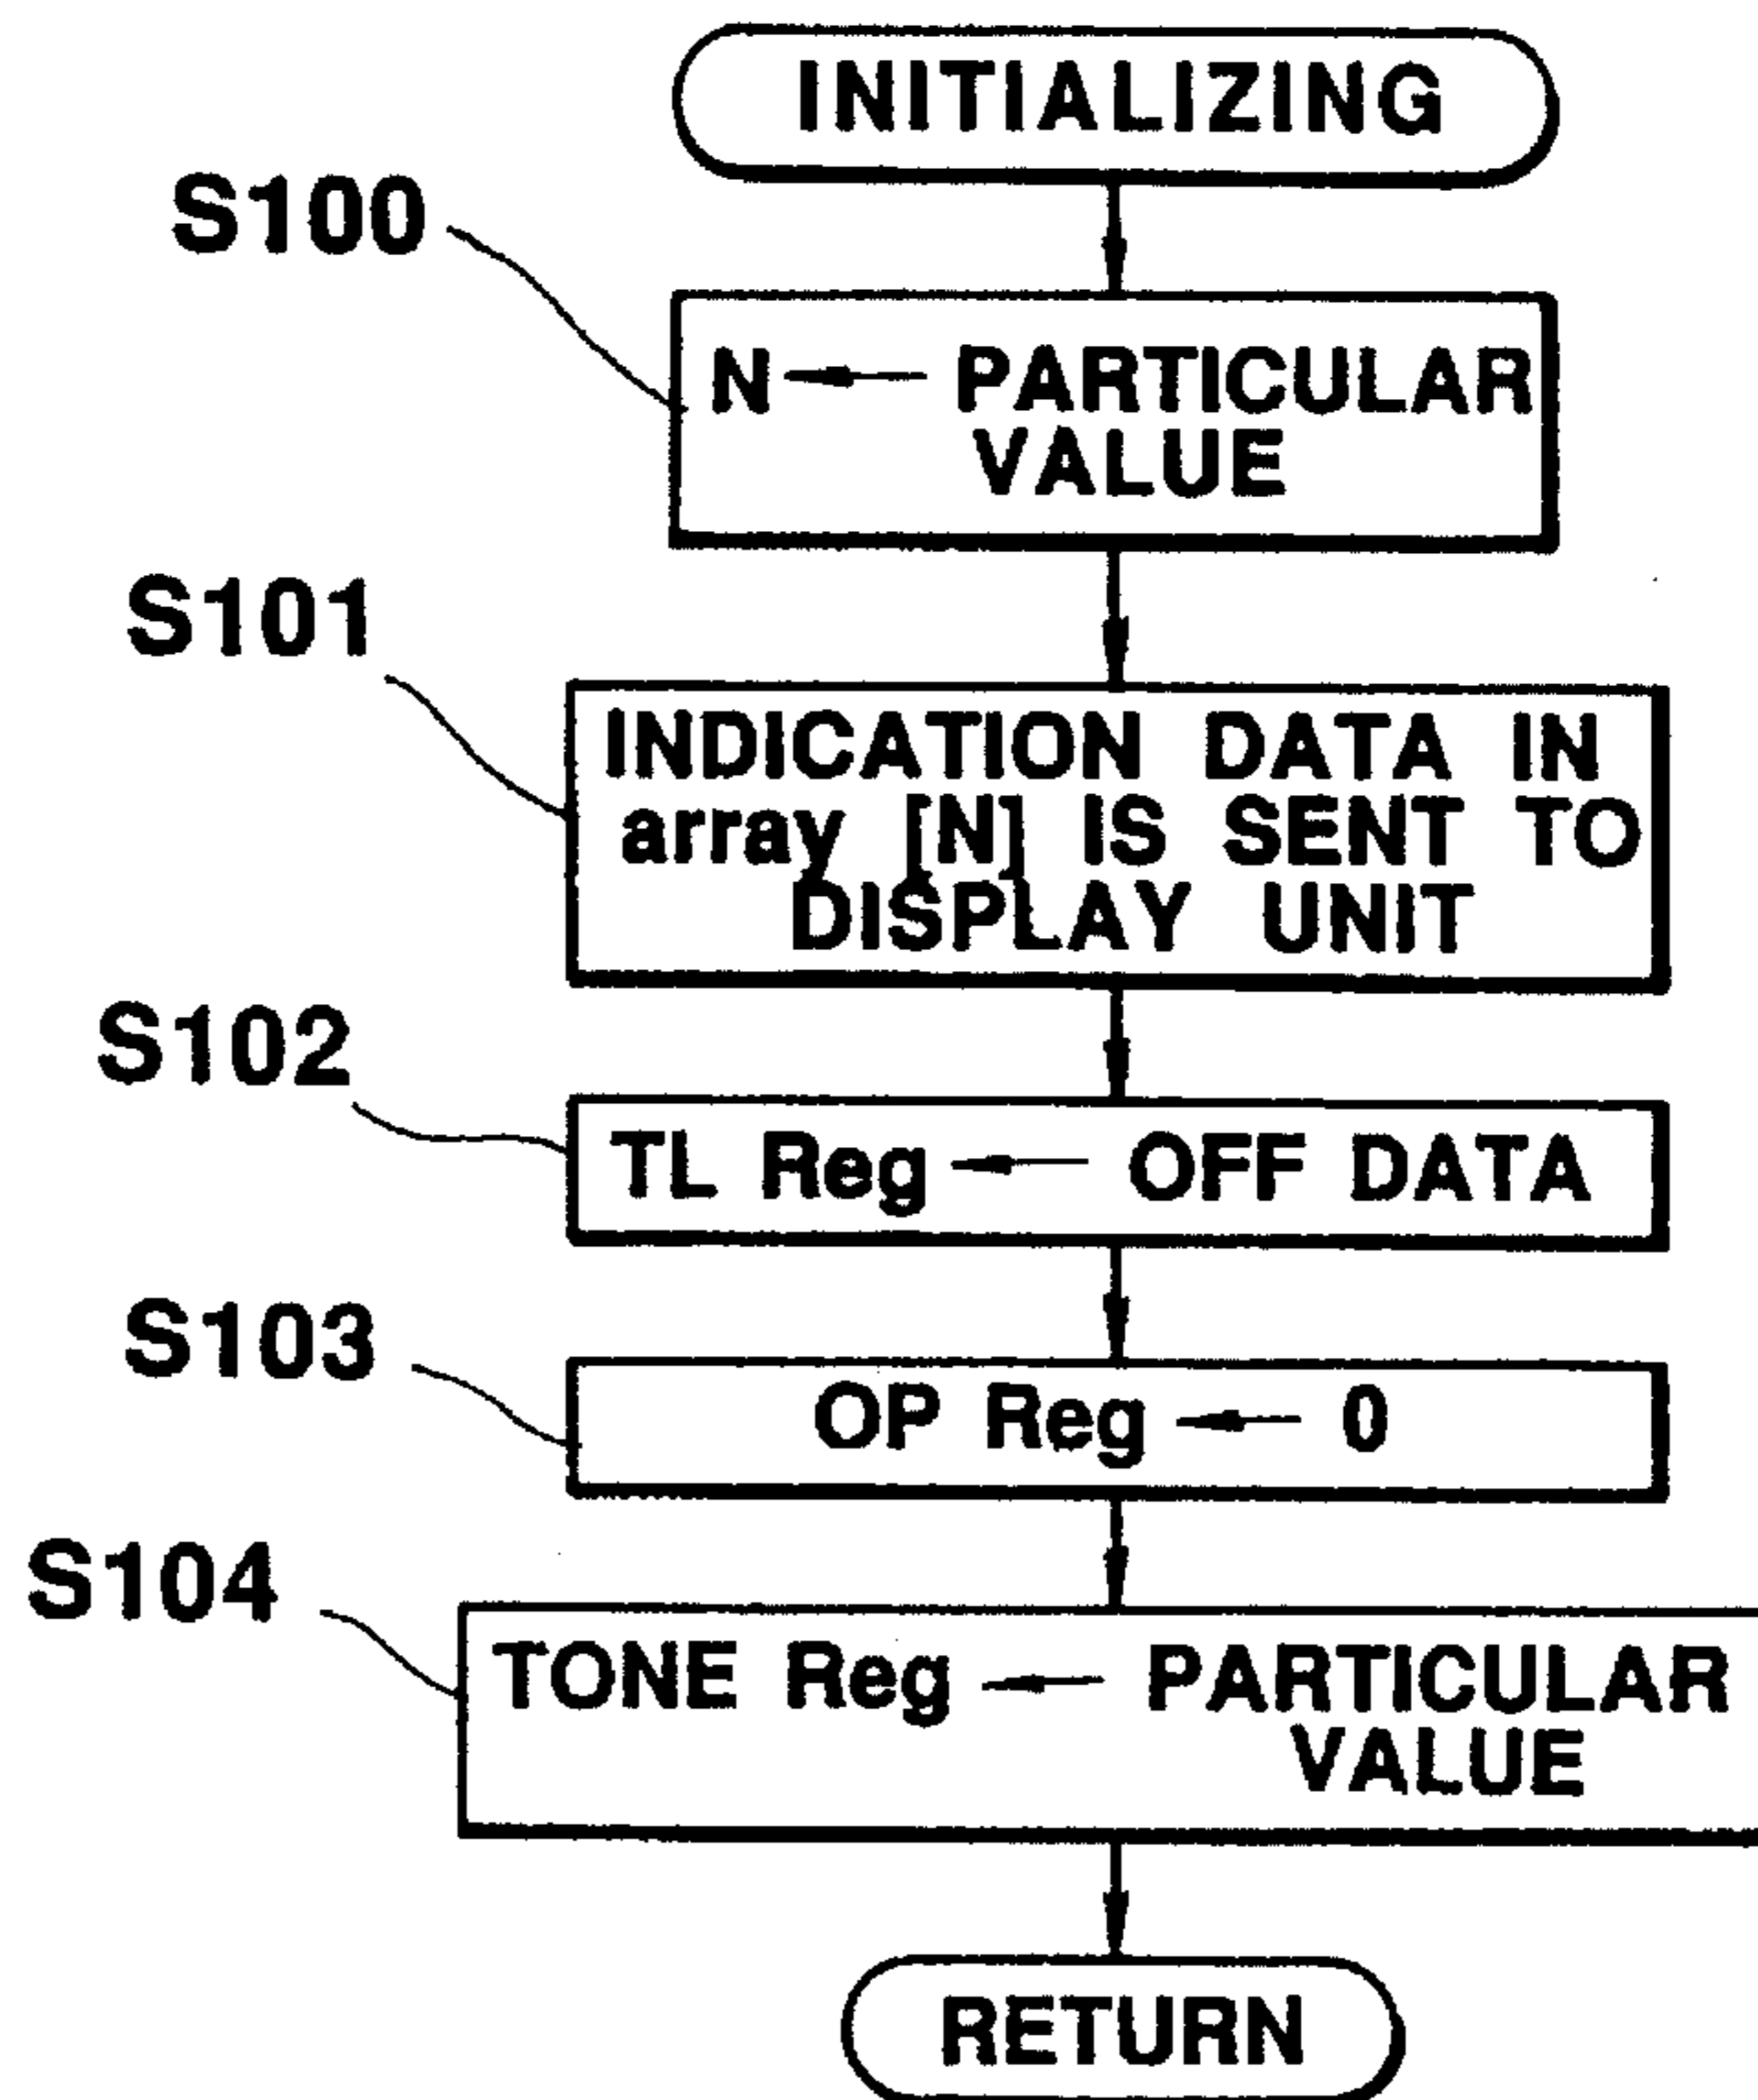 INITIALIZING
S100
N ← PARTICULAR
VALUE
S101
INDICATION DATA IN
array [N] IS SENT TO
DISPLAY UNIT
S102
TL Reg ← OFF DATA
S103
OP Reg ← 0
S104
TONE Reg ← PARTICULAR
VALUE
RETURN